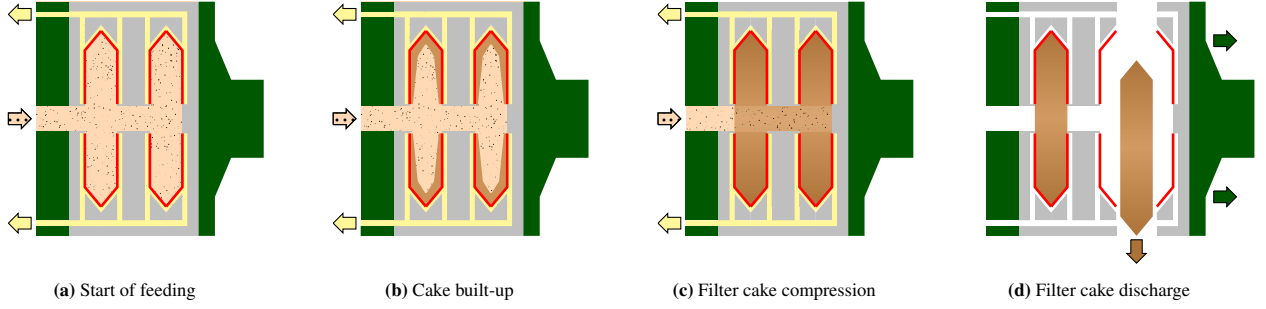 (a) Start of feeding
(b) Cake built-up
(c) Filter cake compression
(d) Filter cake discharge